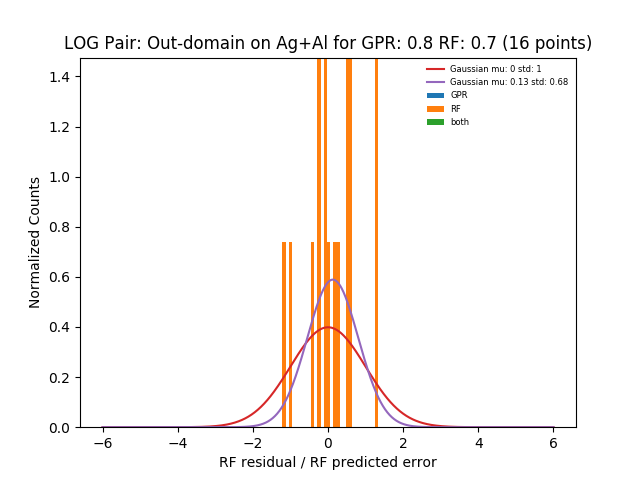 LOG Pair: Out-domain on Ag+Al for GPR: 0.8 RF: 0.7 (16 points)
Gaussian mu: 0 std: 1
Gaussian mu: 0.13 std: 0.68
GPR
RF
both
Normalized Counts
1.4
1.2
1.0
0.8
0.6
0.4
0.2
0.0
−6 −4 −2 0 2 4 6
RF residual / RF predicted error